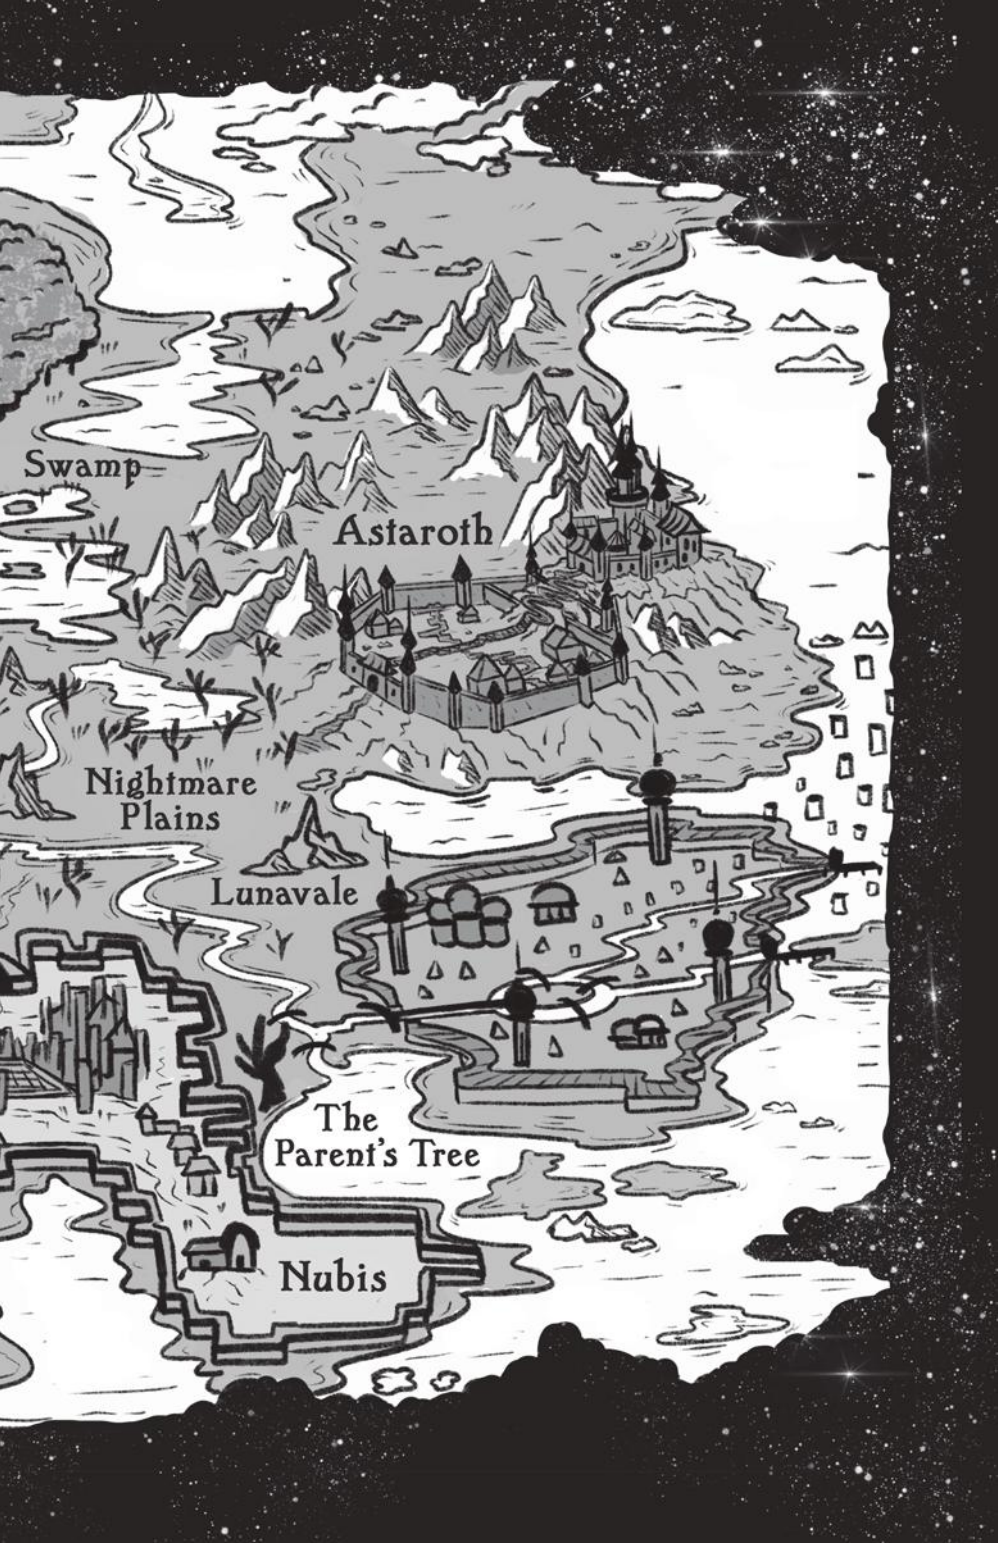 Swamp
Astaroth
Nightmare
Plains
Lunavale
The
Parent's Tree
Nubis